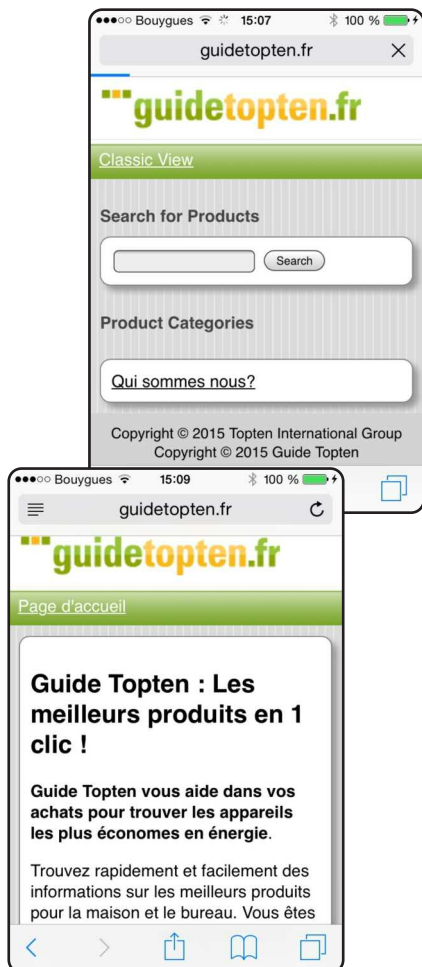 Bouygues 15:07 100 %
guidetopten.fr
guidetopten.fr
Classic View
Search for Products
Search
Product Categories
Qui sommes nous?
Copyright © 2015 Topten International Group
Copyright © 2015 Guide Topten
Bouygues 15:09 100 %
guidetopten.fr
guidetopten.fr
Page d'accueil
Guide Topten : Les
meilleurs produits en 1
clic !
Guide Topten vous aide dans vos
achats pour trouver les appareils
les plus économes en énergie.
Trouvez rapidement et facilement des
informations sur les meilleurs produits
pour la maison et le bureau. Vous êtes